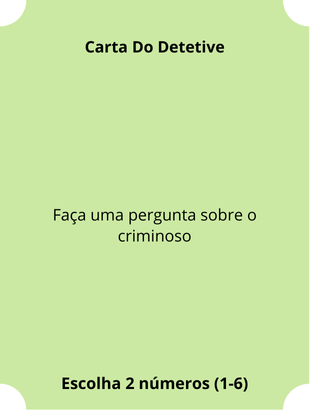 Carta Do Detetive
Faça uma pergunta sobre o
criminoso
Escolha 2 números (1-6)